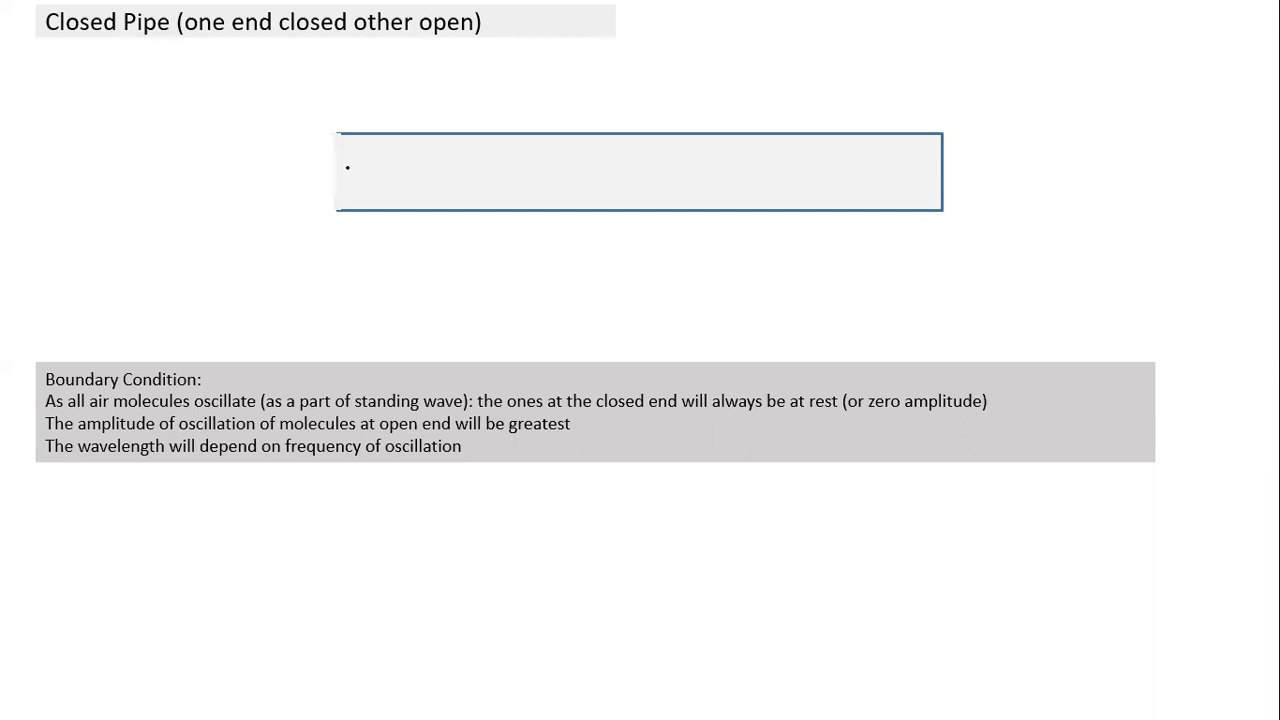 Closed Pipe (one end closed other open)
Boundary Condition:
As all air molecules oscillate (as a part of standing wave): the ones at the closed end will always be at rest (or zero amplitude)
The amplitude of oscillation of molecules at open end will be greatest
The wavelength will depend on frequency of oscillation